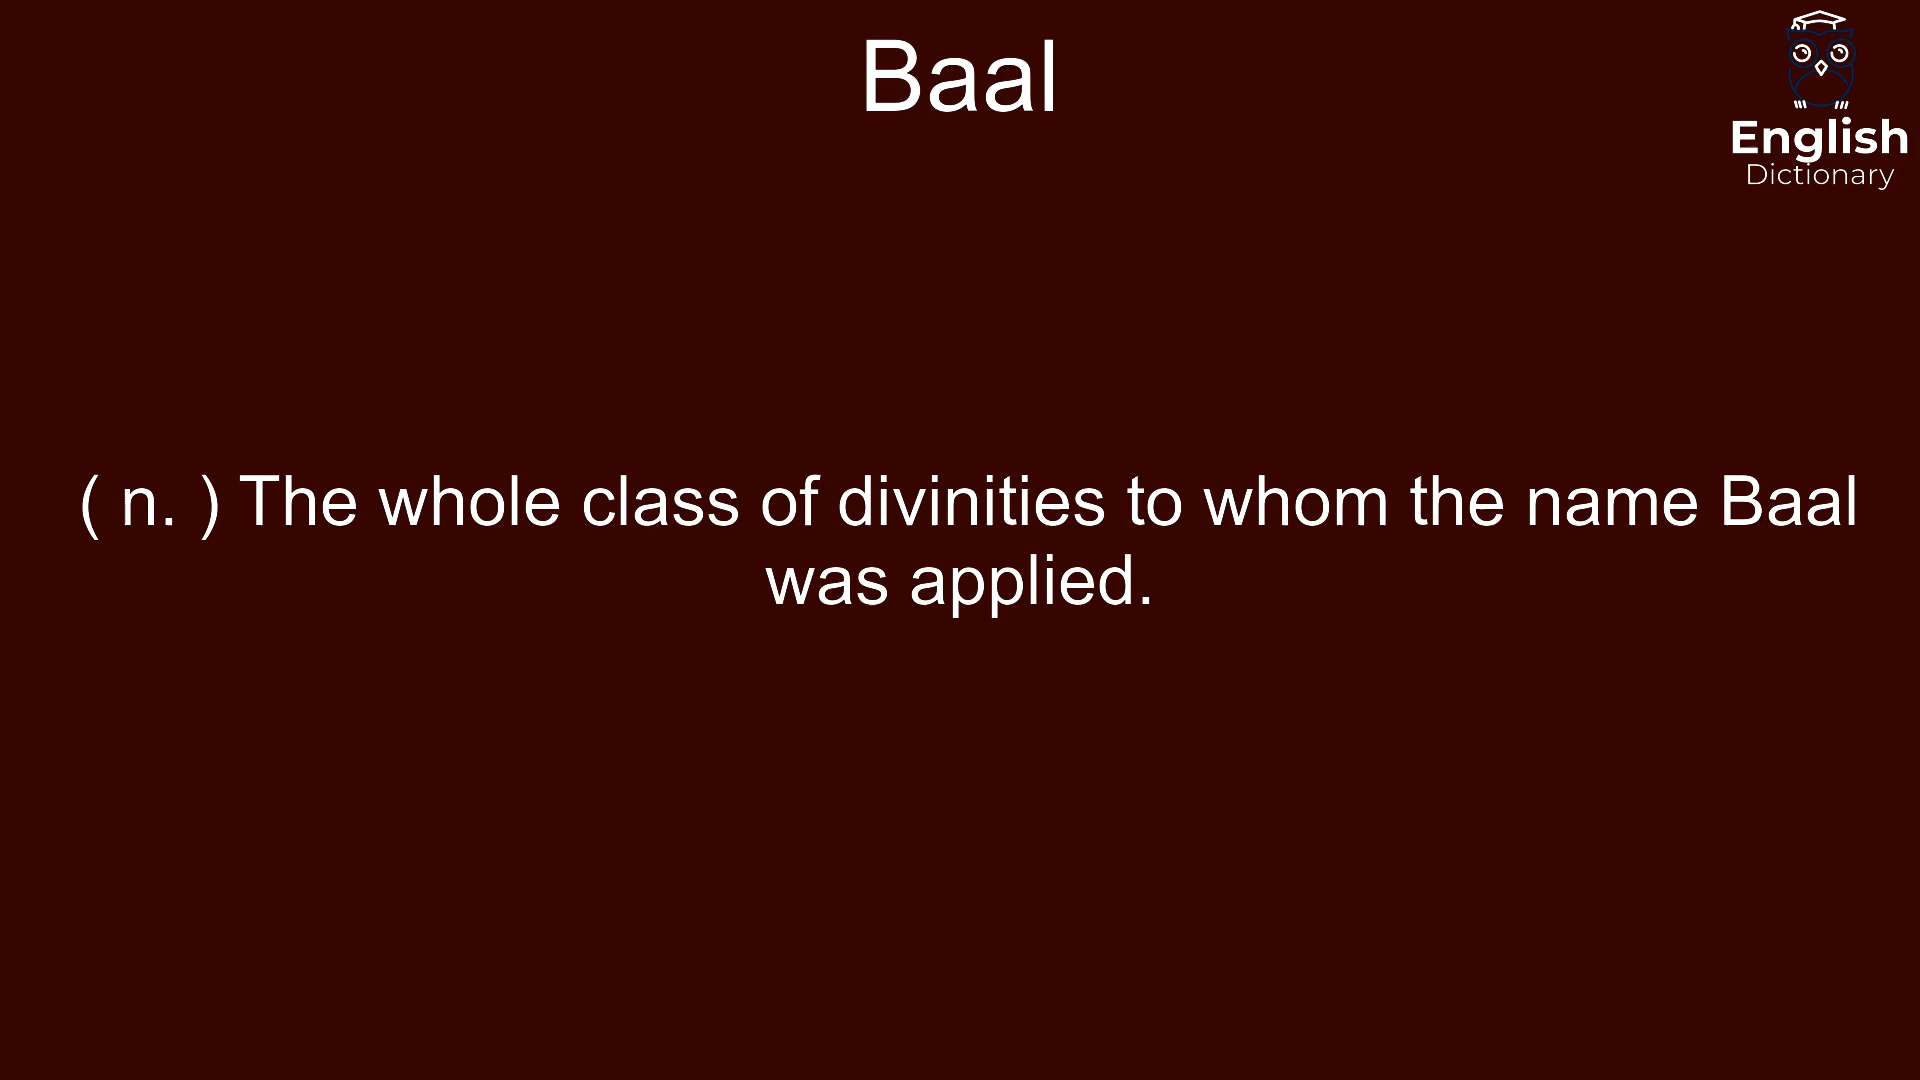 Baal
English
Dictionary
( n. ) The whole class of divinities to whom the name Baal
was applied.